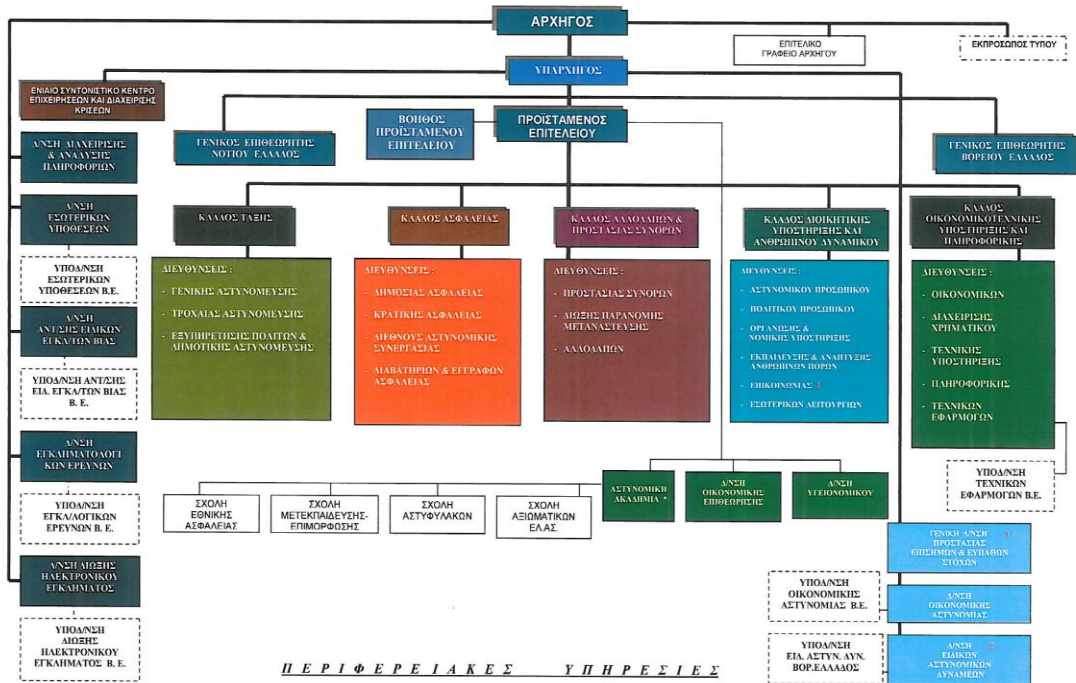 ΑΡΧΗΓΟΣ
ΕΠΙΤΕΛΙΚΟ
ΓΡΑΦΕΙΟ ΑΡΧΗΓΟΥ
ΕΚΠΡΟΣΩΠΟΣ ΤΥΠΟΥ
ΥΠΑΡΧΗΓΟΣ
ΕΝΙΑΙΟ ΣΥΝΤΟΝΙΣΤΙΚΟ ΚΕΝΤΡΟ
ΕΠΙΧΕΙΡΗΣΕΩΝ ΚΑΙ ΔΙΑΧΕΙΡΙΣΗΣ
ΚΡΙΣΕΩΝ
ΒΟΗΘΟΣ
ΠΡΟΪΣΤΑΜΕΝΟΥ
ΕΠΙΤΕΛΕΙΟΥ
ΠΡΟΪΣΤΑΜΕΝΟΣ
ΕΠΙΤΕΛΕΙΟΥ
ΓΕΝΙΚΟΣ ΕΠΙΘΕΩΡΗΤΗΣ
ΝΟΤΙΟΥ ΕΛΛΑΔΟΣ
ΓΕΝΙΚΟΣ ΕΠΙΘΕΩΡΗΤΗΣ
ΒΟΡΕΙΟΥ ΕΛΛΑΔΟΣ
Δ/ΝΣΗ ΔΙΑΧΕΙΡΙΣΗΣ
& ΑΝΑΛΥΣΗΣ
ΠΛΗΡΟΦΟΡΙΩΝ
Δ/ΝΣΗ
ΕΣΩΤΕΡΙΚΩΝ
ΥΠΟΘΕΣΕΩΝ
ΥΠΟΔ/ΝΣΗ
ΕΣΩΤΕΡΙΚΩΝ
ΥΠΟΘΕΣΕΩΝ Β.Ε.
Δ/ΝΣΗ
ΑΝΤ/ΣΗΣ ΕΙΔΙΚΩΝ
ΕΓΚΛ/ΤΩΝ ΒΙΑΣ
ΥΠΟΔ/ΝΣΗ ΑΝΤ/ΣΗΣ
ΕΙΔ. ΕΓΚΛ/ΤΩΝ ΒΙΑΣ
Β. Ε.
Δ/ΝΣΗ
ΕΓΚΛΗΜΑΤΟΛΟΓΙ
ΚΩΝ ΕΡΕΥΝΩΝ
ΥΠΟΔ/ΝΣΗ
ΕΓΚΛ/ΛΟΓΙΚΩΝ
ΕΡΕΥΝΩΝ Β. Ε.
Δ/ΝΣΗ ΔΙΩΞΗΣ
ΗΛΕΚΤΡΟΝΙΚΟΥ
ΕΓΚΛΗΜΑΤΟΣ
ΥΠΟΔ/ΝΣΗ
ΔΙΩΞΗΣ
ΗΛΕΚΤΡΟΝΙΚΟΥ
ΕΓΚΛΗΜΑΤΟΣ Β. Ε.
ΚΛΑΔΟΣ ΤΑΞΗΣ
ΔΙΕΥΘΥΝΣΕΙΣ :
- ΓΕΝΙΚΗΣ ΑΣΤΥΝΟΜΕΥΣΗΣ
- ΤΡΟΧΑΙΑΣ ΑΣΤΥΝΟΜΕΥΣΗΣ
- ΕΞΥΠΗΡΕΤΗΣΗΣ ΠΟΛΙΤΩΝ &
ΔΗΜΟΤΙΚΗΣ ΑΣΤΥΝΟΜΕΥΣΗΣ
ΚΛΑΔΟΣ ΑΣΦΑΛΕΙΑΣ
ΔΙΕΥΘΥΝΣΕΙΣ :
- ΔΗΜΟΣΙΑΣ ΑΣΦΑΛΕΙΑΣ
- ΚΡΑΤΙΚΗΣ ΑΣΦΑΛΕΙΑΣ
- ΔΙΕΘΝΟΥΣ ΑΣΤΥΝΟΜΙΚΗΣ
ΣΥΝΕΡΓΑΣΙΑΣ
- ΔΙΑΒΑΤΗΡΙΩΝ & ΕΓΓΡΑΦΩΝ
ΑΣΦΑΛΕΙΑΣ
ΚΛΑΔΟΣ ΑΛΛΟΔΑΠΩΝ &
ΠΡΟΣΤΑΣΙΑΣ ΣΥΝΟΡΩΝ
ΔΙΕΥΘΥΝΣΕΙΣ :
- ΠΡΟΣΤΑΣΙΑΣ ΣΥΝΟΡΩΝ
- ΔΙΩΞΗΣ ΠΑΡΑΝΟΜΗΣ
ΜΕΤΑΝΑΣΤΕΥΣΗΣ
- ΑΛΛΟΔΑΠΩΝ
ΚΛΑΔΟΣ ΔΙΟΙΚΗΤΙΚΗΣ
ΥΠΟΣΤΗΡΙΞΗΣ ΚΑΙ
ΑΝΘΡΩΠΙΝΟΥ ΔΥΝΑΜΙΚΟΥ
ΔΙΕΥΘΥΝΣΕΙΣ :
- ΑΣΤΥΝΟΜΙΚΟΥ ΠΡΟΣΩΠΙΚΟΥ
- ΠΟΛΙΤΙΚΟΥ ΠΡΟΣΩΠΙΚΟΥ
- ΟΡΓΑΝΩΣΗΣ &
ΝΟΜΙΚΗΣ ΥΠΟΣΤΗΡΙΞΗΣ
- ΕΚΠΑΙΔΕΥΣΗΣ & ΑΝΑΠΤΥΞΗΣ
ΑΝΘΡΩΠΙΝΩΝ ΠΟΡΩΝ
- ΕΠΙΚΟΙΝΩΝΙΑΣ
- ΕΣΩΤΕΡΙΚΩΝ ΛΕΙΤΟΥΡΓΙΩΝ
ΚΛΑΔΟΣ
ΟΙΚΟΝΟΜΙΚΟΤΕΧΝΙΚΗΣ
ΥΠΟΣΤΗΡΙΞΗΣ ΚΑΙ
ΠΛΗΡΟΦΟΡΙΚΗΣ
ΔΙΕΥΘΥΝΣΕΙΣ :
- ΟΙΚΟΝΟΜΙΚΩΝ
- ΔΙΑΧΕΙΡΙΣΗΣ
ΧΡΗΜΑΤΙΚΟΥ
- ΤΕΧΝΙΚΗΣ
ΥΠΟΣΤΗΡΙΞΗΣ
- ΠΛΗΡΟΦΟΡΙΚΗΣ
- ΤΕΧΝΙΚΩΝ
ΕΦΑΡΜΟΓΩΝ
ΥΠΟΔ/ΝΣΗ
ΤΕΧΝΙΚΩΝ
ΕΦΑΡΜΟΓΩΝ Β.Ε.
ΣΧΟΛΗ
ΕΘΝΙΚΗΣ
ΑΣΦΑΛΕΙΑΣ
ΣΧΟΛΗ
ΜΕΤΕΚΠΑΙΔΕΥΣΗΣ-
ΕΠΙΜΟΡΦΩΣΗΣ
ΣΧΟΛΗ
ΑΣΤΥΦΥΛΑΚΩΝ
ΣΧΟΛΗ
ΑΞΙΩΜΑΤΙΚΩΝ
ΕΛ.ΑΣ.
ΑΣΤΥΝΟΜΙΚΗ
ΑΚΑΔΗΜΙΑ *
Δ/ΝΣΗ
ΟΙΚΟΝΟΜΙΚΗΣ
ΕΠΙΘΕΩΡΗΣΗΣ
Δ/ΝΣΗ
ΥΓΕΙΟΝΟΜΙΚΟΥ
ΓΕΝΙΚΗ Δ/ΝΣΗ
ΠΡΟΣΤΑΣΙΑΣ
ΕΠΙΣΗΜΩΝ & ΕΥΠΑΘΩΝ
ΣΤΟΧΩΝ
ΥΠΟΔ/ΝΣΗ
ΟΙΚΟΝΟΜΙΚΗΣ
ΑΣΤΥΝΟΜΙΑΣ Β.Ε.
Δ/ΝΣΗ
ΟΙΚΟΝΟΜΙΚΗΣ
ΑΣΤΥΝΟΜΙΑΣ
ΥΠΟΔ/ΝΣΗ
ΕΙΔ. ΑΣΤΥΝ. ΔΥΝ.
ΒΟΡ.ΕΛΛΑΔΟΣ
Δ/ΝΣΗ
ΕΙΔΙΚΩΝ
ΑΣΤΥΝΟΜΙΚΩΝ
ΔΥΝΑΜΕΩΝ
ΠΕΡΙΦΕΡΕΙΑΚΕΣ ΥΠΗΡΕΣΙΕΣ